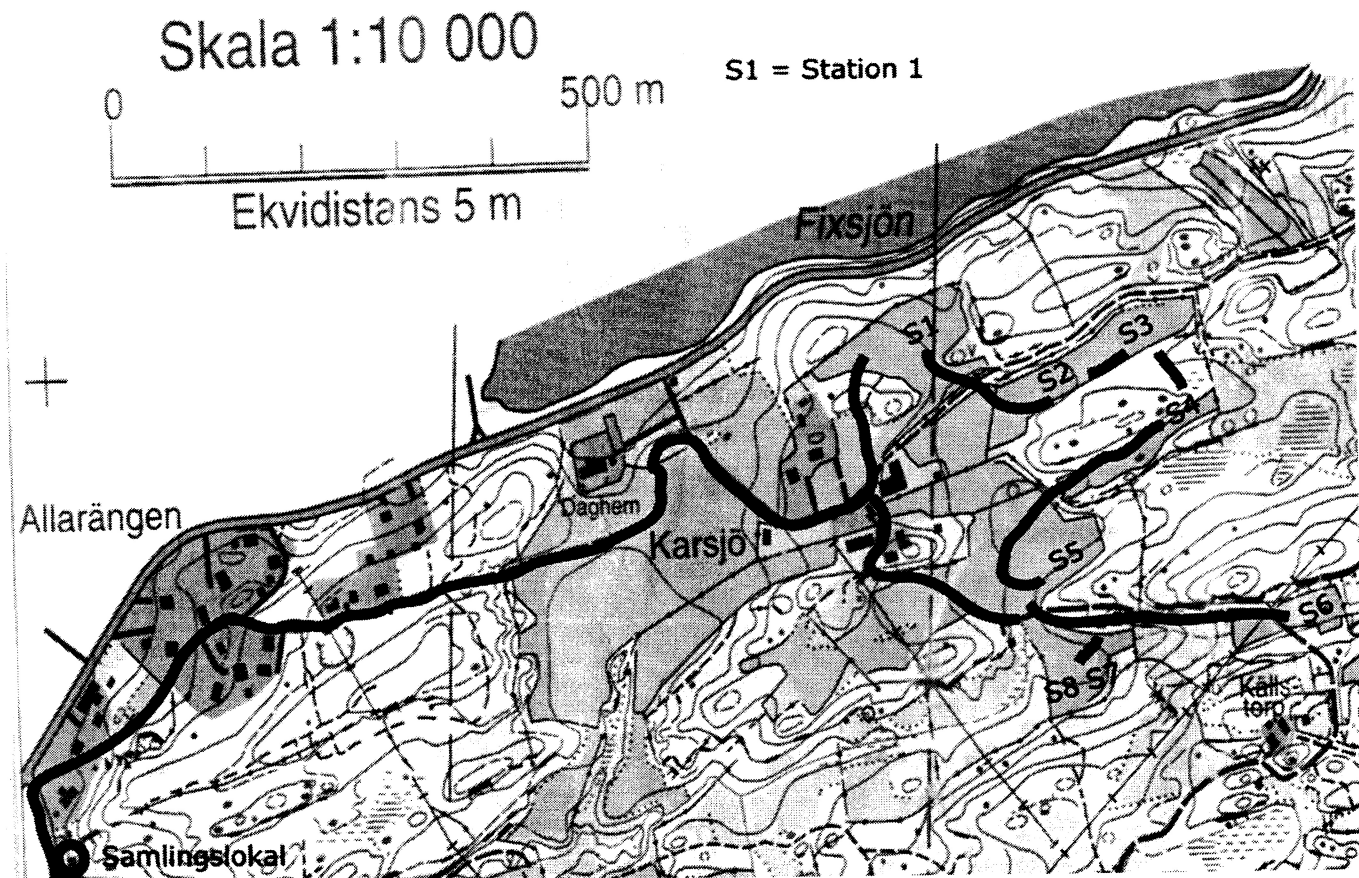 Skala 1:10 000
0
500 m
Ekvidistans 5 m
S1 = Station 1
Fixsjön
S1
S3
S2
S4
Allarängen
Daghem
Karsjö
S5
S6
S8 S7
Källs-
torp
Samlingslokal